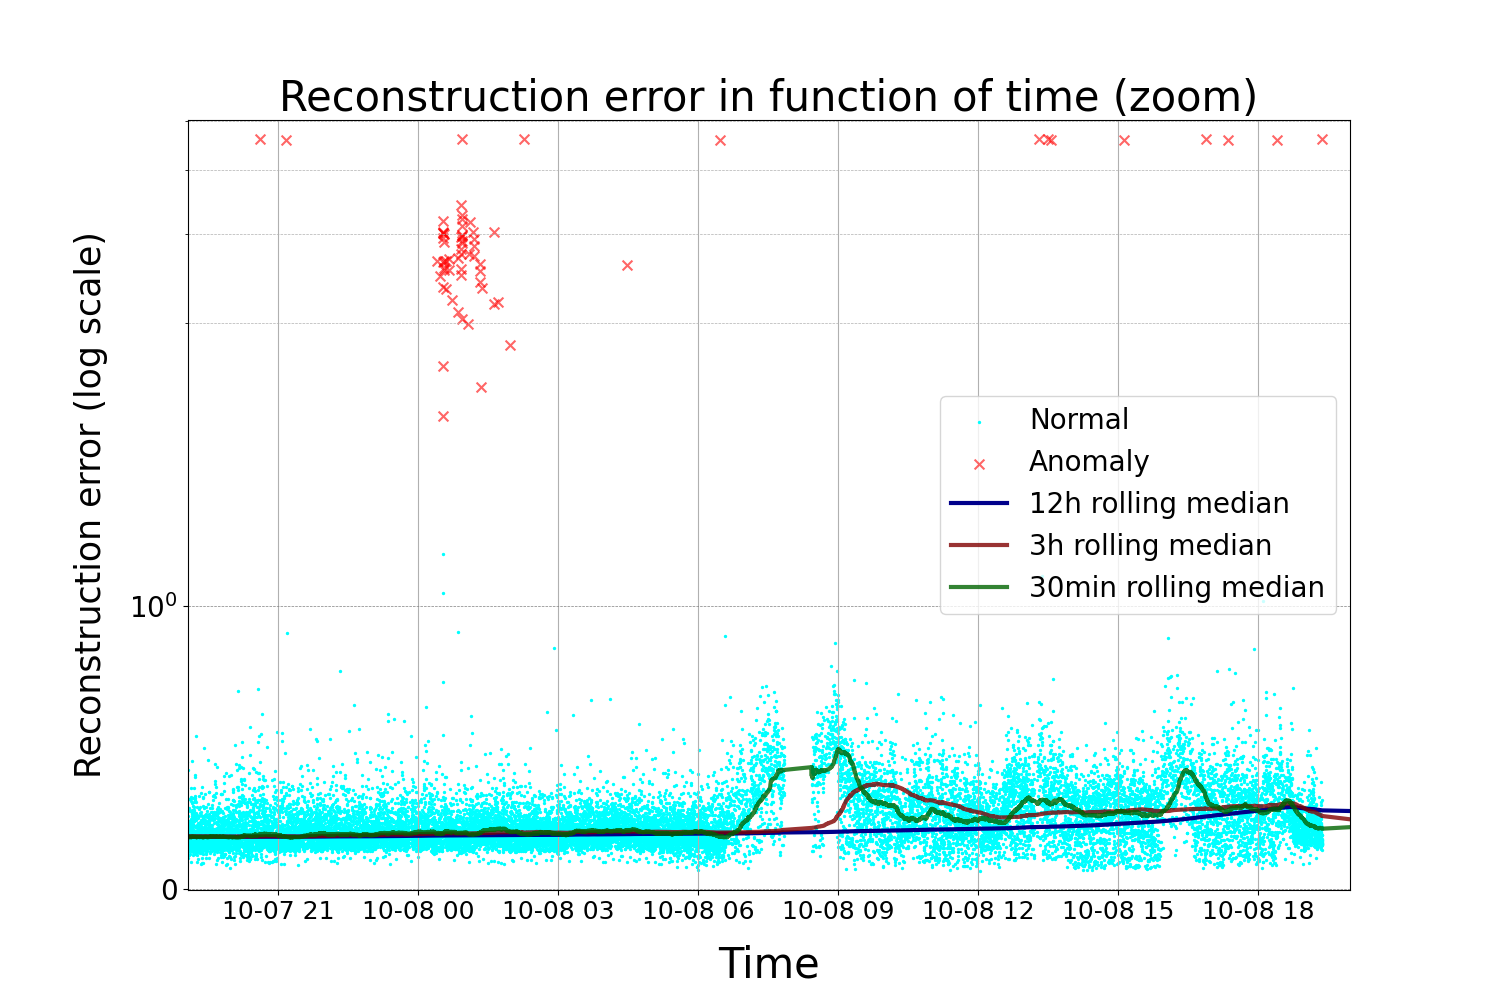 Reconstruction error in function of time (zoom)
Reconstruction error (log scale)
10⁰
0
Normal
Anomaly
12h rolling median
3h rolling median
30min rolling median
10-07 21 10-08 00 10-08 03 10-08 06 10-08 09 10-08 12 10-08 15 10-08 18
Time